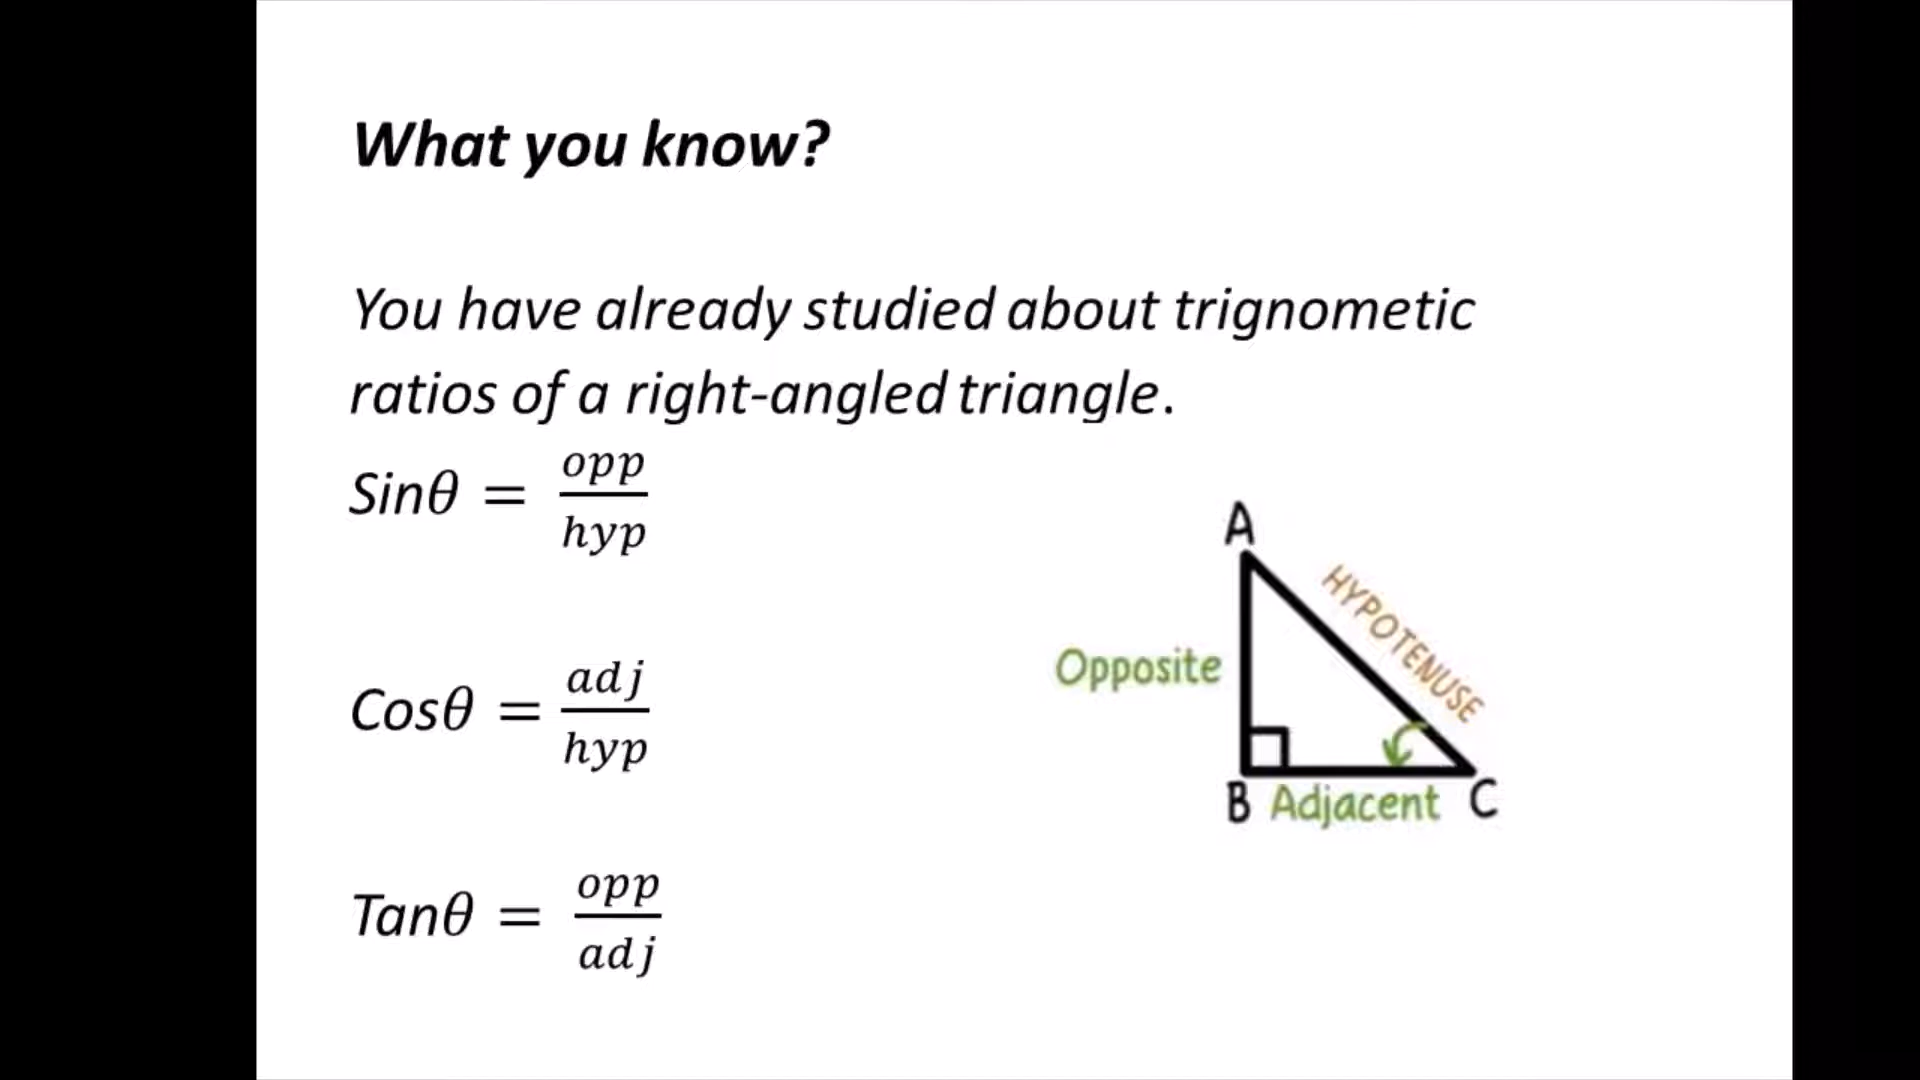 What you know?
You have already studied about trignometic
ratios of a right-angled triangle.
Sinθ = opp/hyp
Cosθ = adj/hyp
Tanθ = opp/adj
A
HYPOTENUSE
Opposite
B Adjacent C